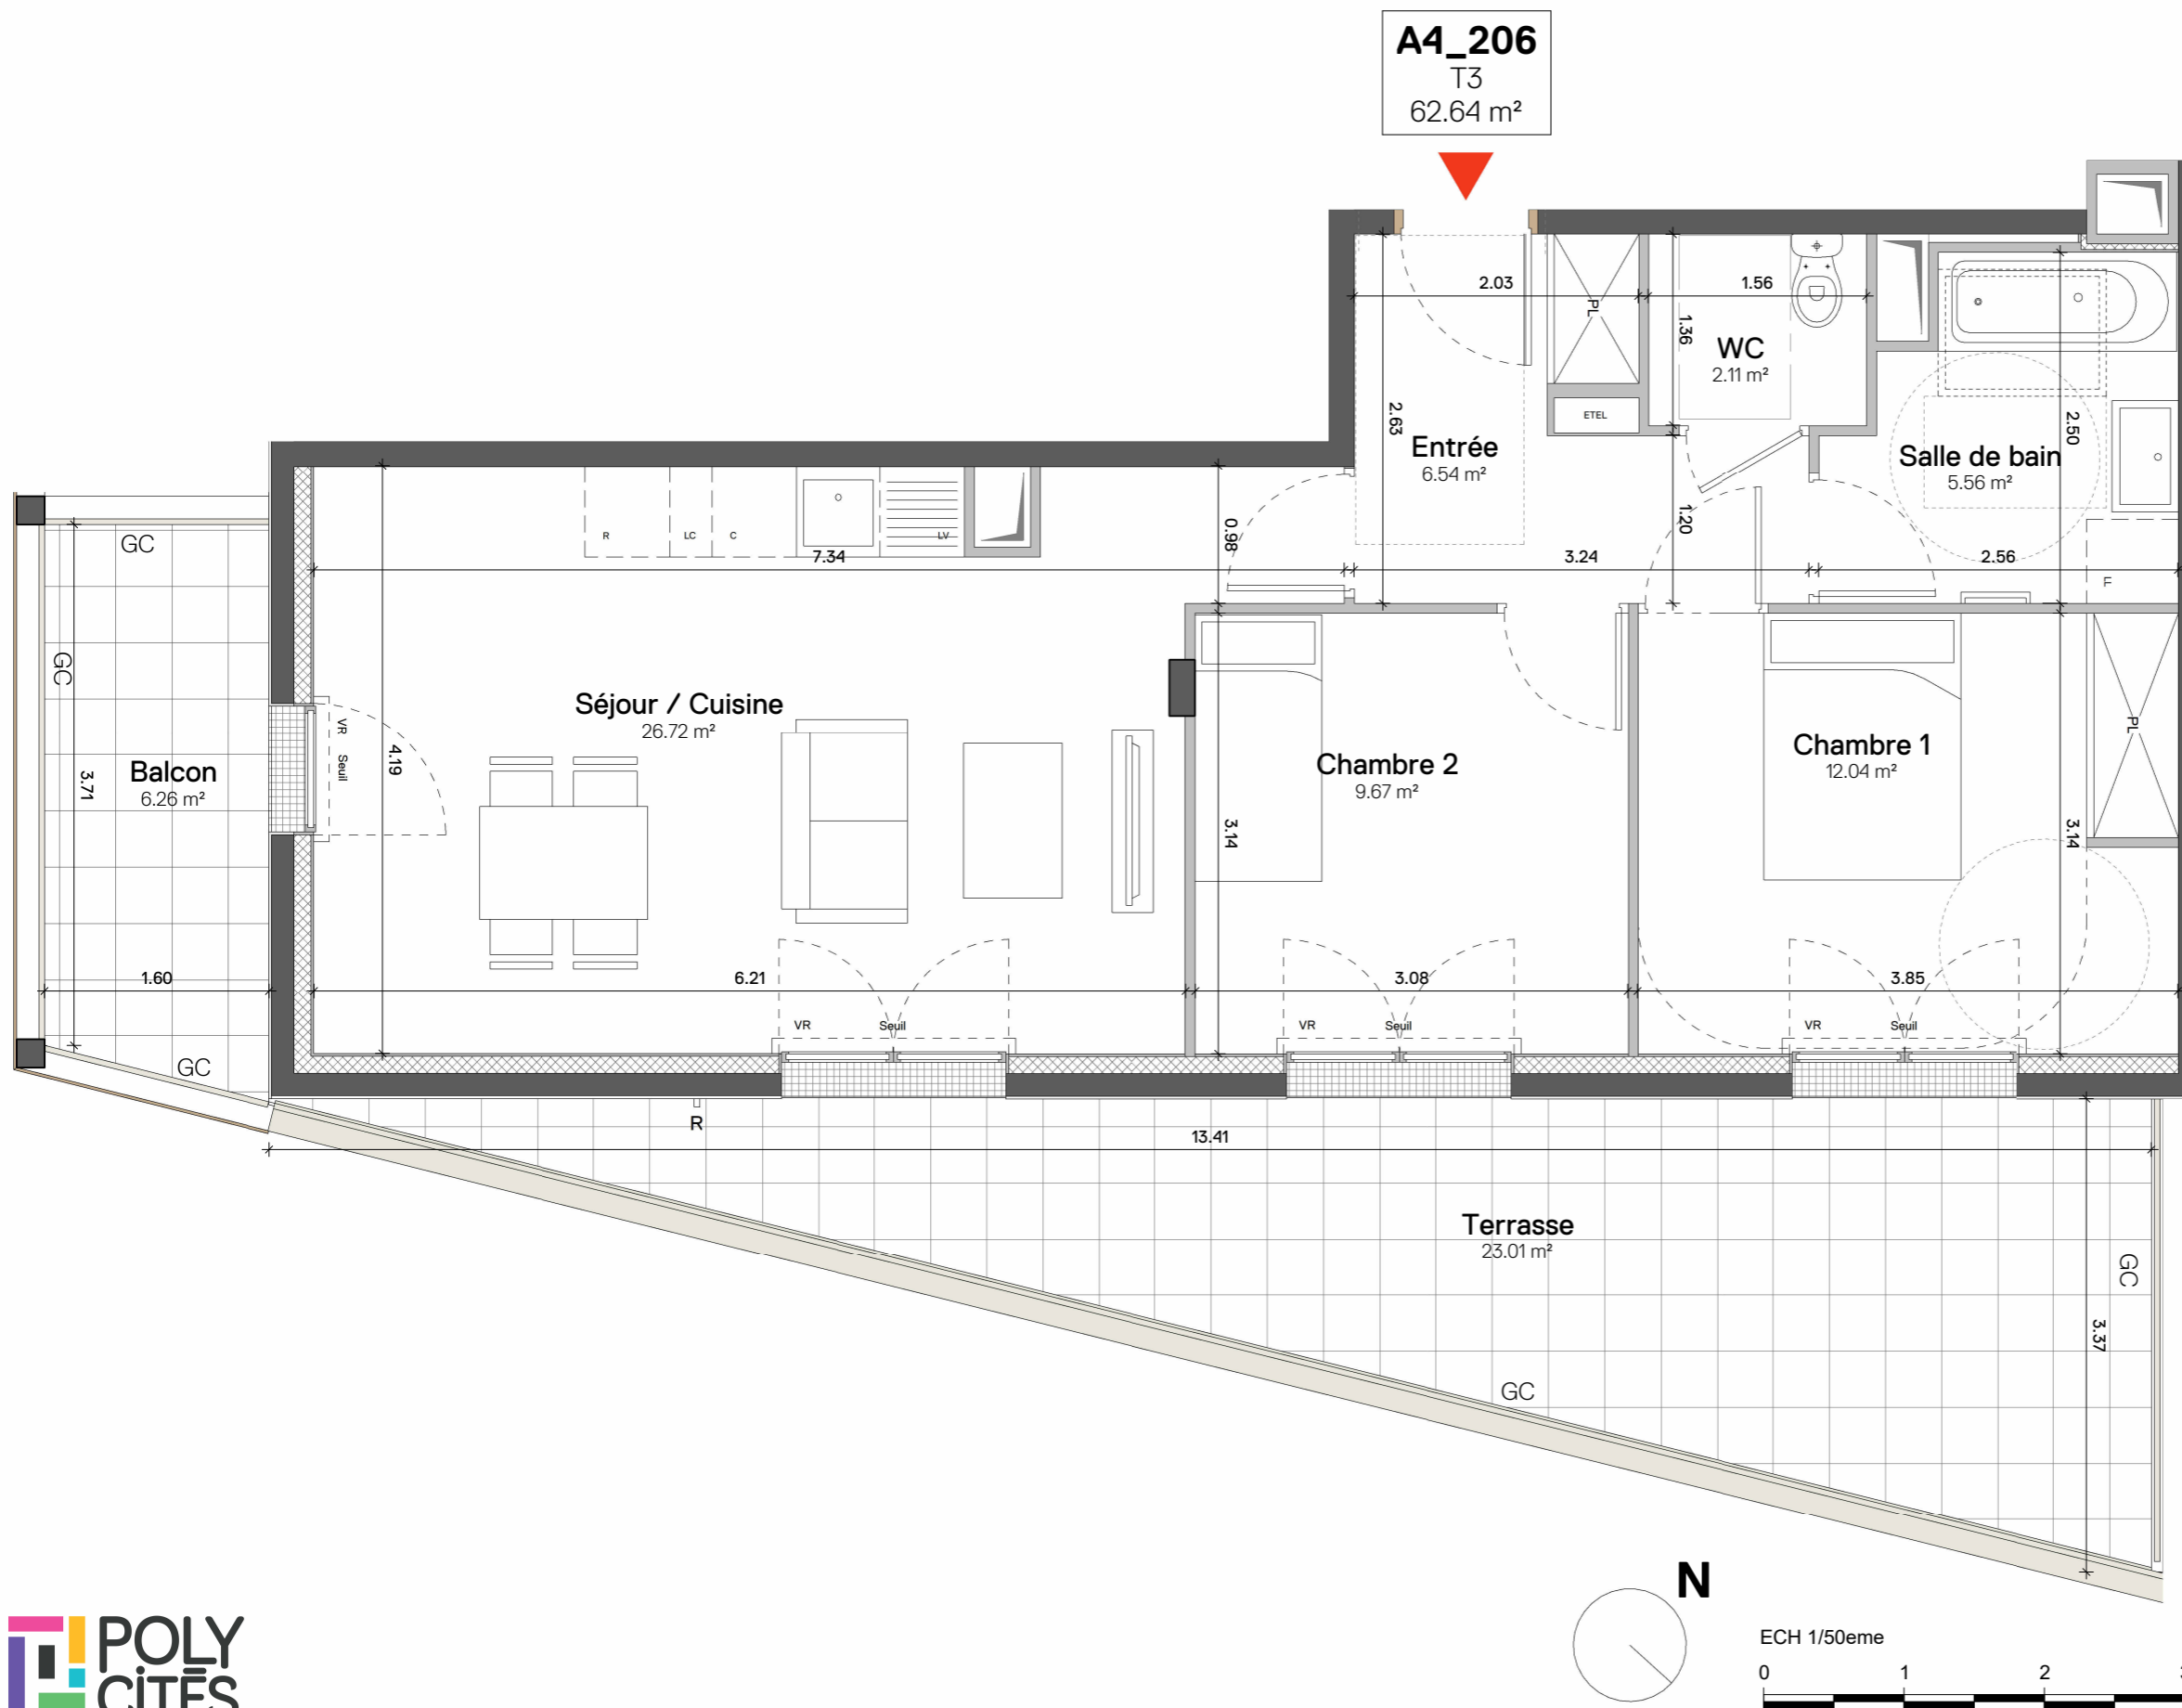 A4_206
T3
62.64 m²
2.03
PL
1.56
1.36
WC
2.11 m²
2.63
ETEL
Entrée
6.54 m²
2.50
Salle de bain
5.56 m²
R
LC
C
LV
0.98
1.20
7.34
3.24
2.56
F
GC
GC
Séjour / Cuisine
26.72 m²
VR
Seuil
4.19
3.71
Balcon
6.26 m²
Chambre 2
9.67 m²
3.14
Chambre 1
12.04 m²
PL
3.14
1.60
6.21
3.08
3.85
VR
Seuil
VR
Seuil
VR
Seuil
GC
R
13.41
Terrasse
23.01 m²
GC
3.37
GC
N
ECH 1/50eme
0
1
2
POLY
CiTĒS